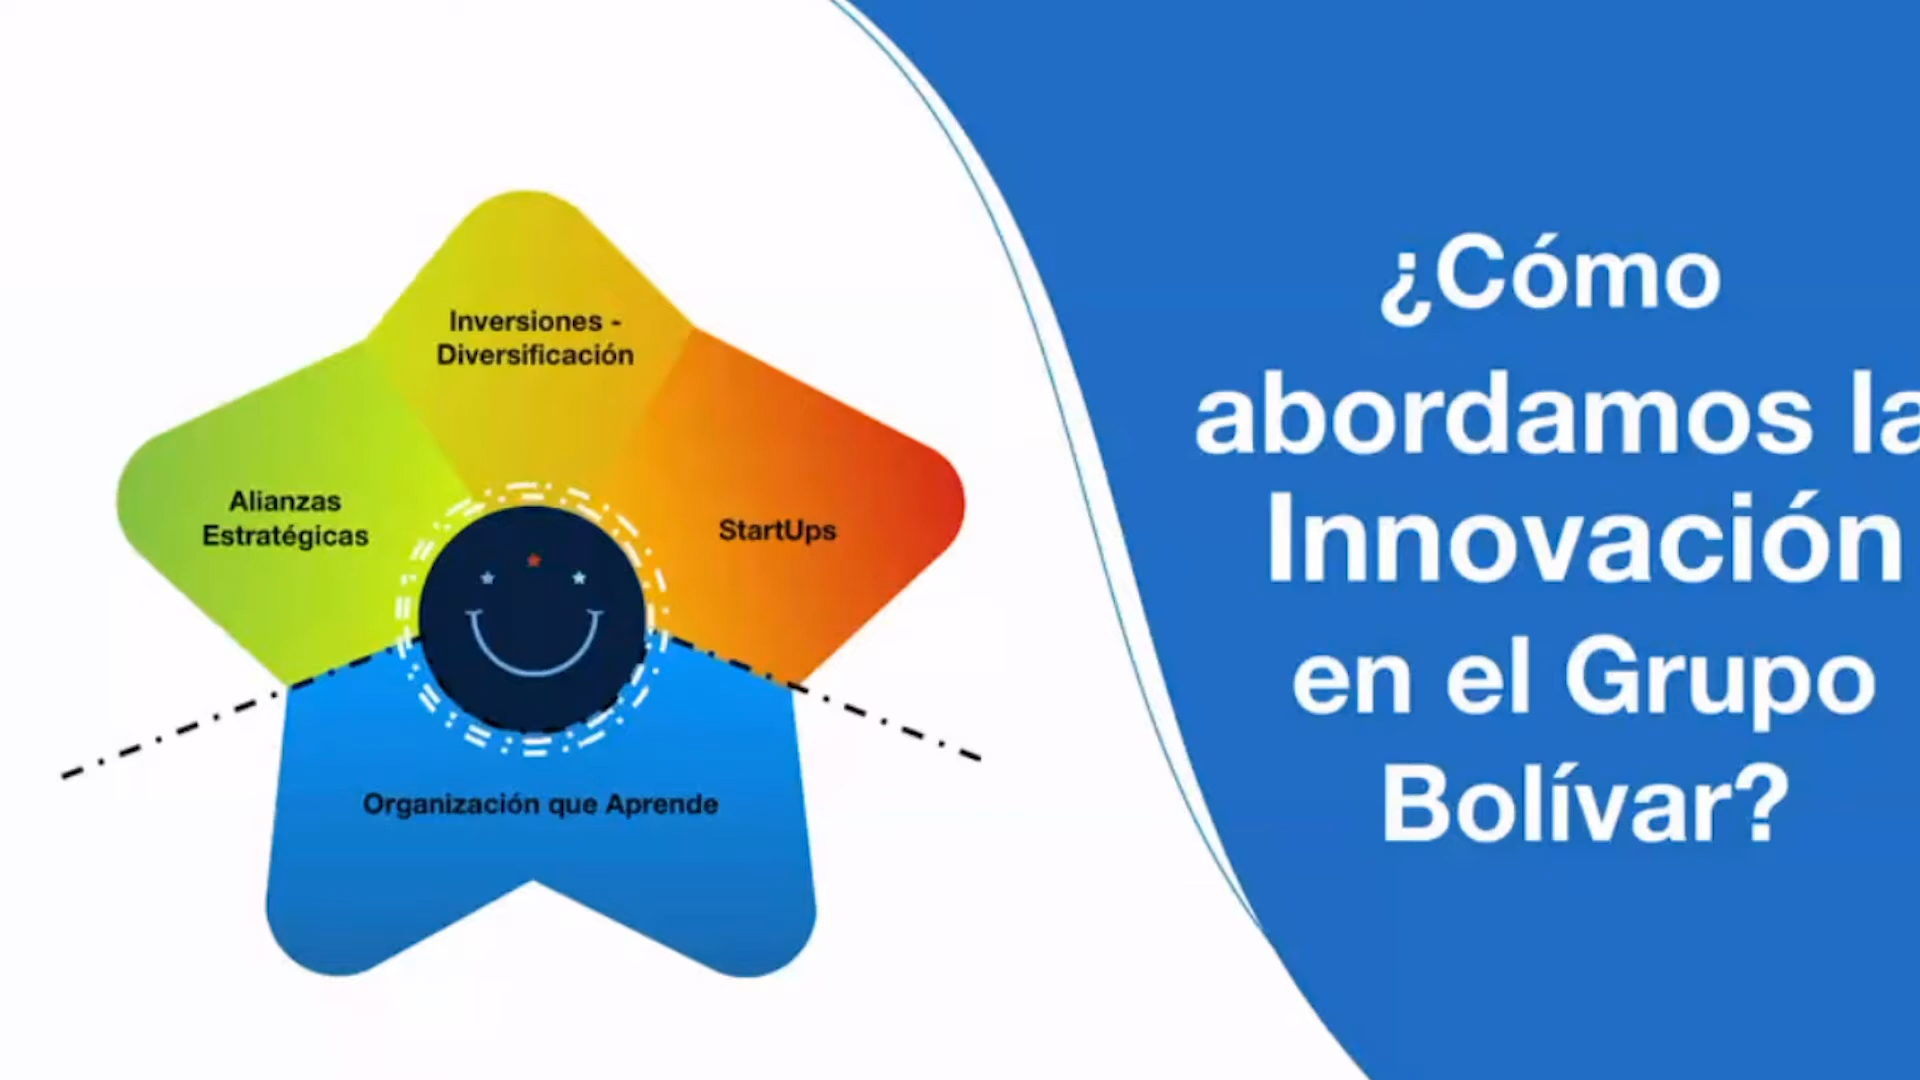 Inversiones -
Diversificación
Alianzas
Estratégicas
StartUps
Organización que Aprende
¿Cómo
abordamos la
Innovación
en el Grupo
Bolívar?